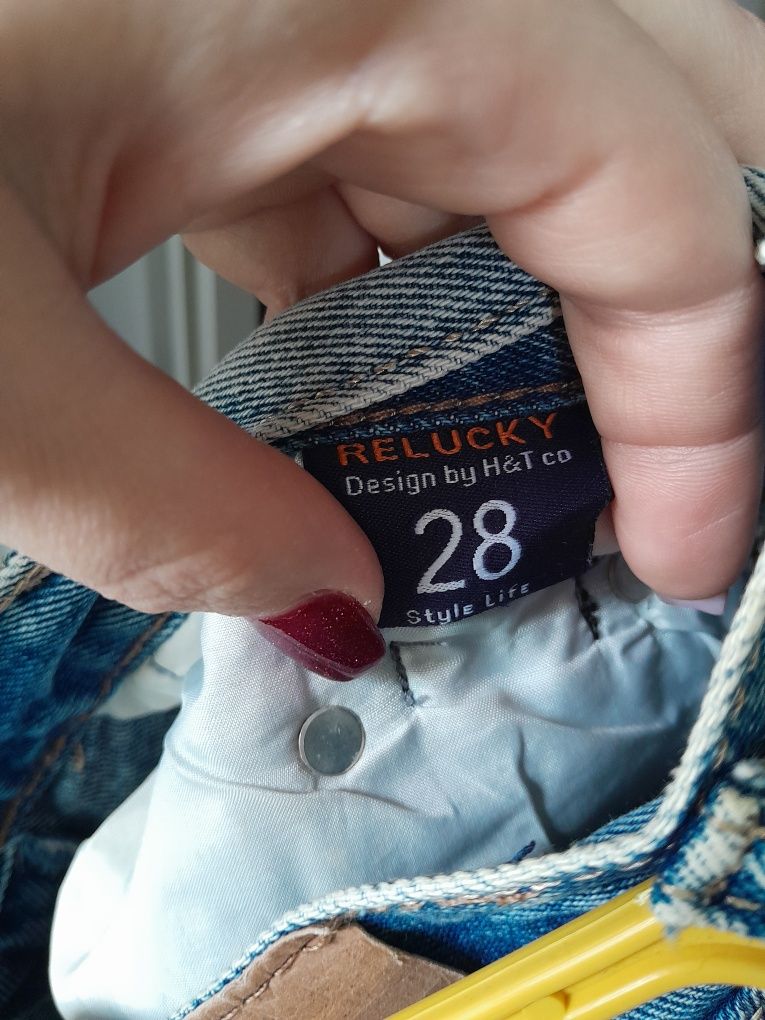 RELUCKY
Design by H&T co
28
Style Life